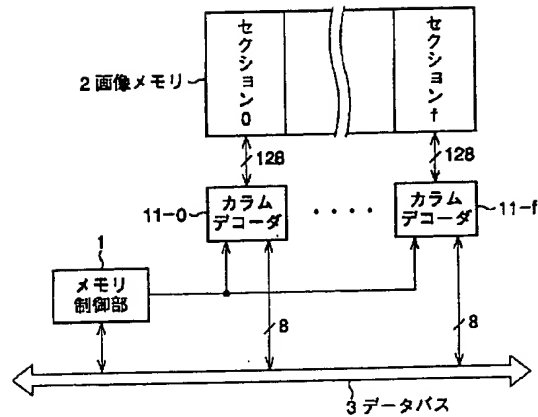 セクション0
セクションf
2 画像メモリ
128
128
11-0
カラム
デコーダ
・・・・
カラム
デコーダ
11-f
1
メモリ
制御部
8
8
3 データバス